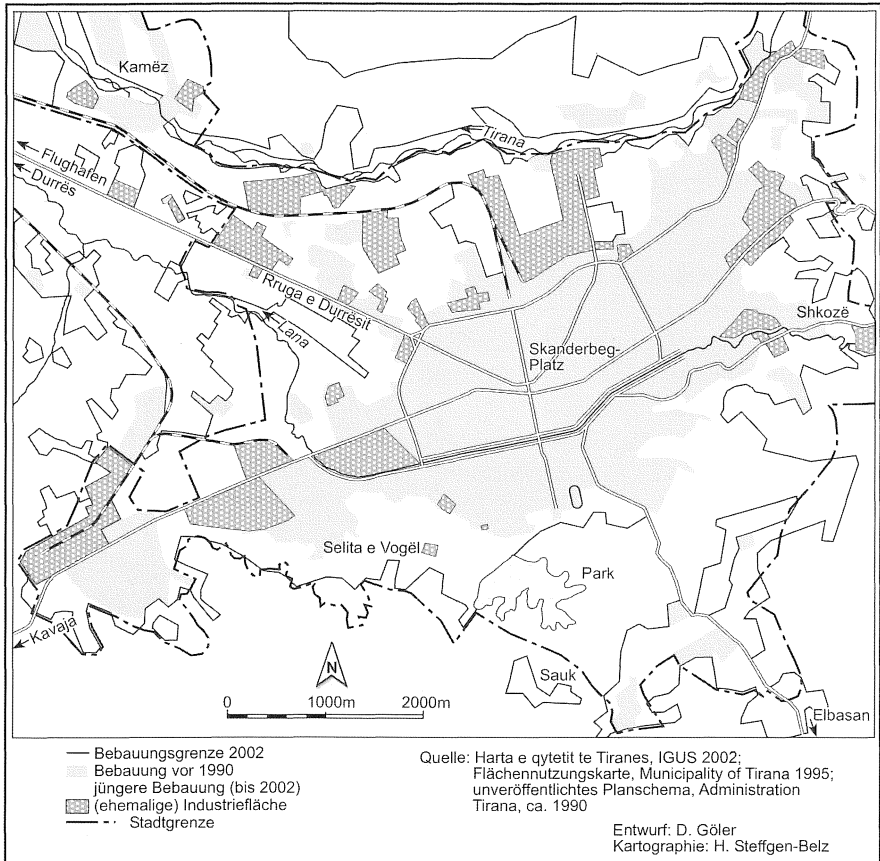 Kamëz
Tirana
Flughafen
Durrës
Rruga e Durrësit
Lana
Shkozë
Skanderbeg-
Platz
Selita e Vogël
Park
Kavaja
N
Sauk
0 1000m 2000m
Elbasan
Bebauungsgrenze 2002
Bebauung vor 1990
jüngere Bebauung (bis 2002)
(ehemalige) Industriefläche
Stadtgrenze
Quelle: Harta e qytetit te Tiranes, IGUS 2002;
Flächennutzungskarte, Municipality of Tirana 1995;
unveröffentlichtes Planschema, Administration
Tirana, ca. 1990
Entwurf: D. Göler
Kartographie: H. Steffgen-Belz